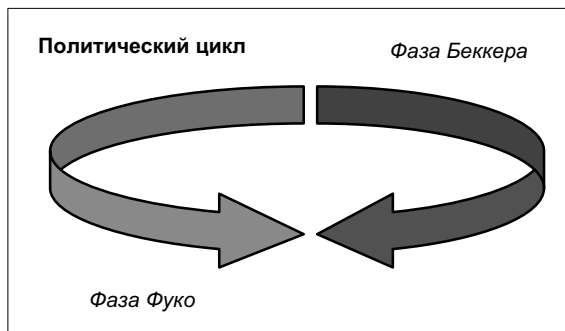 Политический цикл
Фаза Беккера
Фаза Фуко